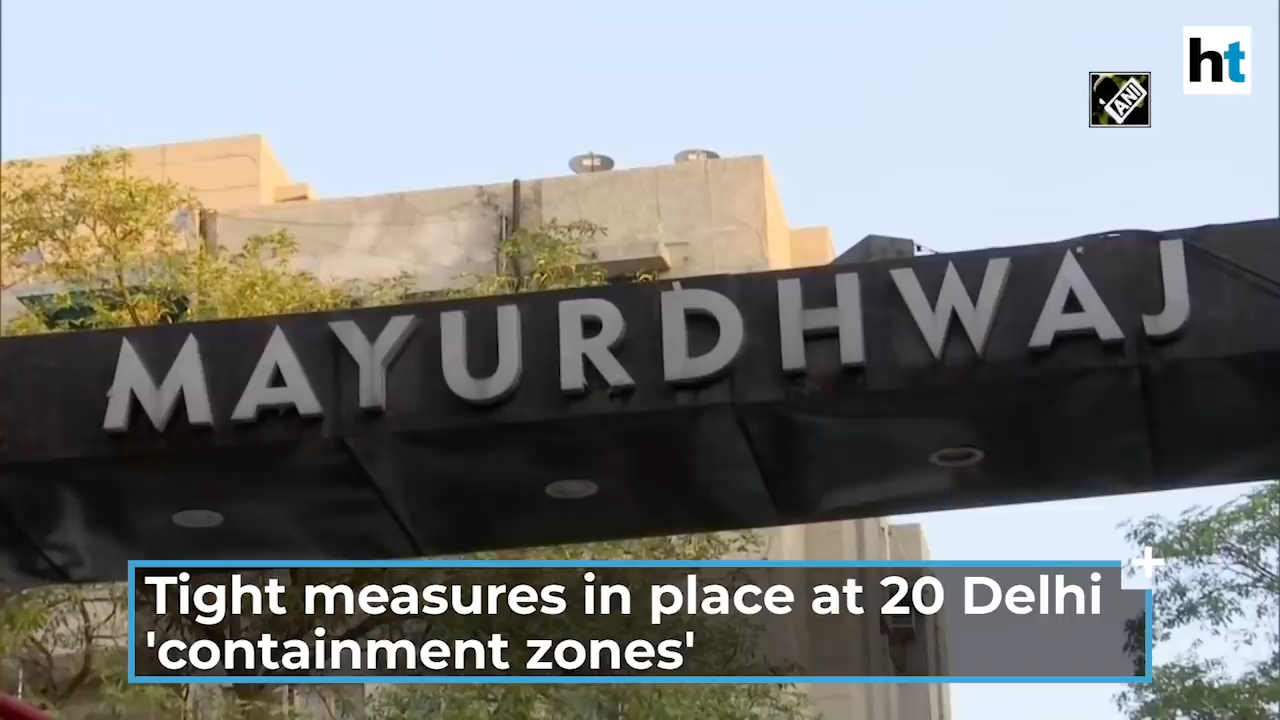 ht
ANI
MAYURDHWAJ
Tight measures in place at 20 Delhi
'containment zones'